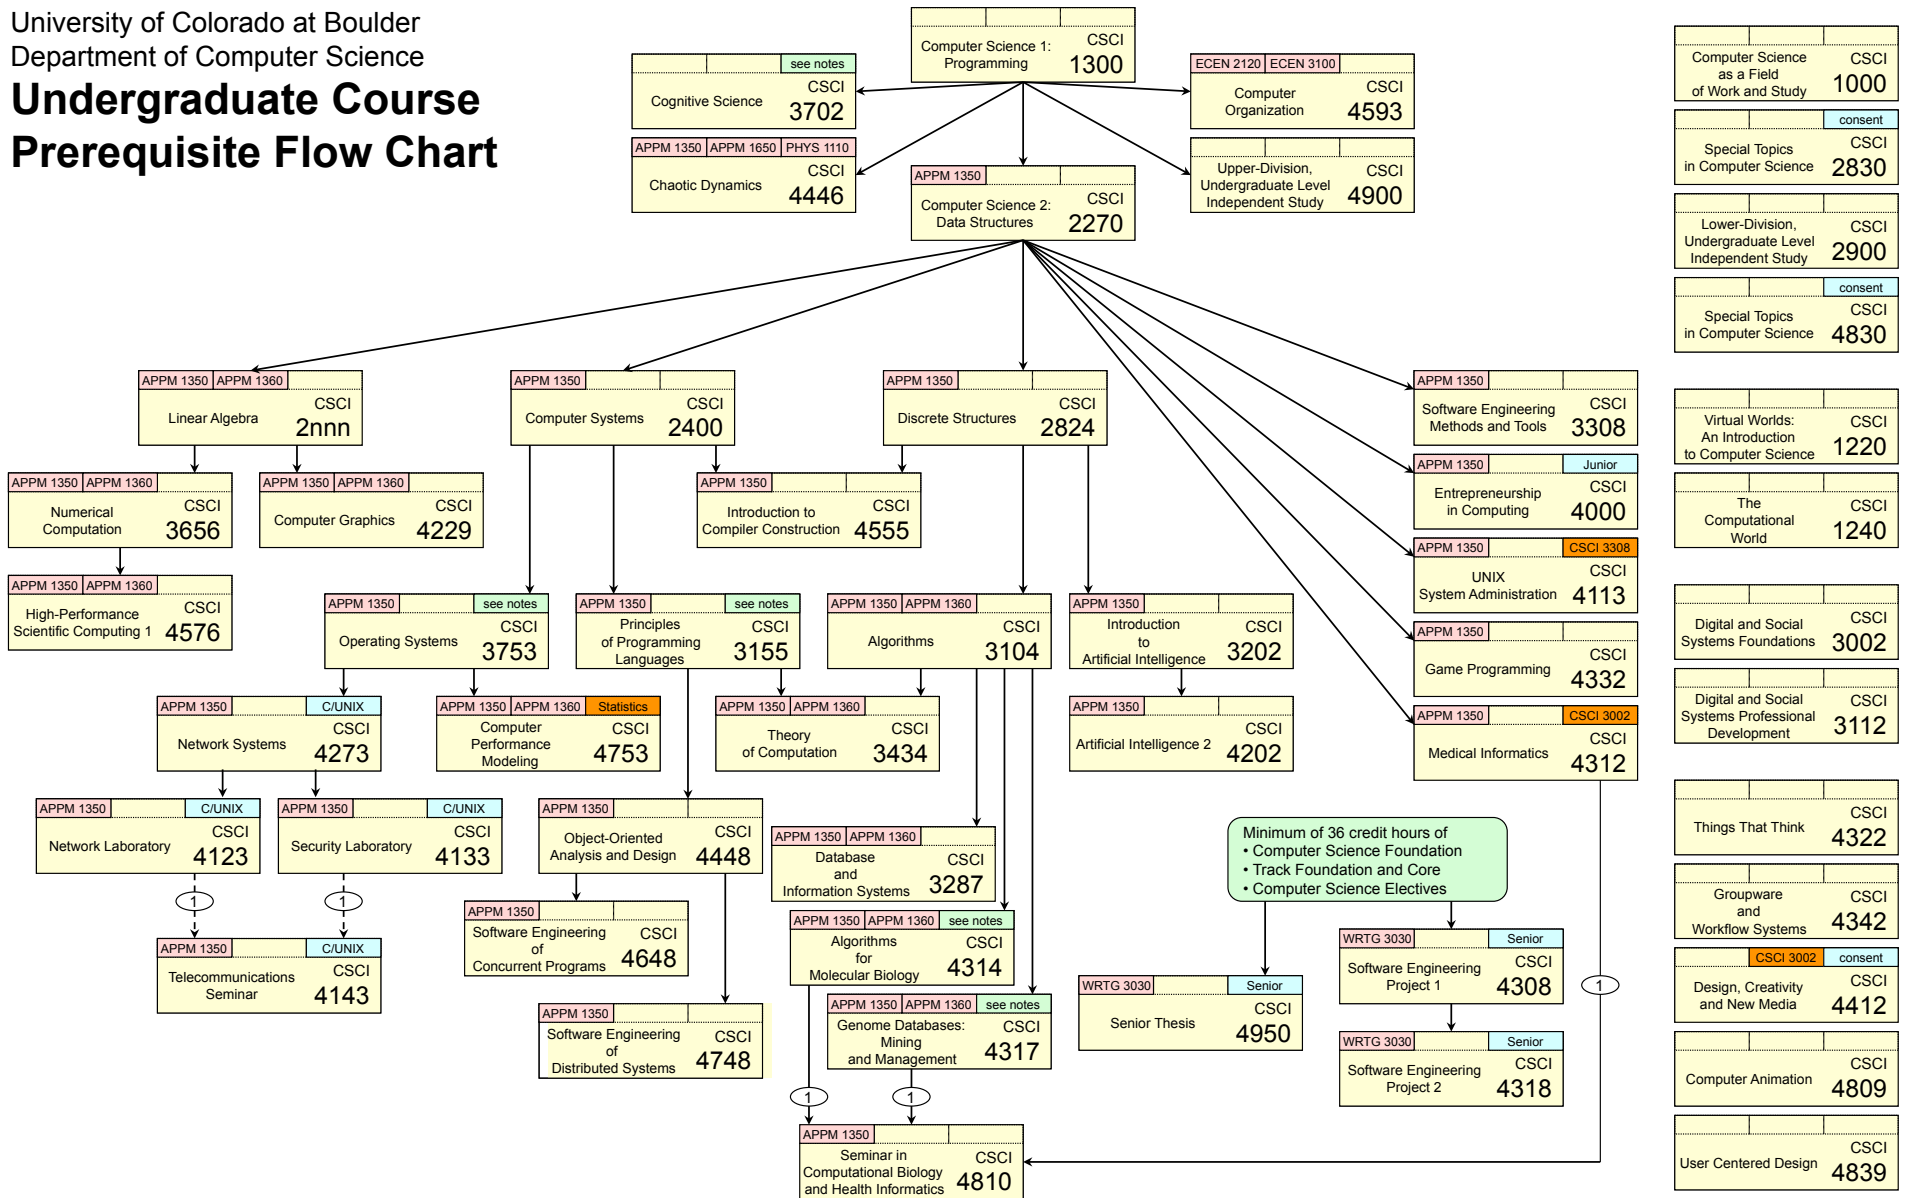 University of Colorado at Boulder
Department of Computer Science
Undergraduate Course
Prerequisite Flow Chart
Computer Science 1:
Programming
CSCI
1300
see notes
Cognitive Science
CSCI
3702
ECEN 2120 ECEN 3100
Computer
Organization
CSCI
4593
APPM 1350 APPM 1650 PHYS 1110
Chaotic Dynamics
CSCI
4446
APPM 1350
Computer Science 2:
Data Structures
CSCI
2270
Upper-Division,
Undergraduate Level
Independent Study
CSCI
4900
Computer Science
as a Field
of Work and Study
CSCI
1000
consent
Special Topics
in Computer Science
CSCI
2830
Lower-Division,
Undergraduate Level
Independent Study
CSCI
2900
consent
Special Topics
in Computer Science
CSCI
4830
APPM 1350 APPM 1360
Linear Algebra
CSCI
2nnn
APPM 1350
Computer Systems
CSCI
2400
APPM 1350
Discrete Structures
CSCI
2824
APPM 1350
Software Engineering
Methods and Tools
CSCI
3308
APPM 1350 Junior
Entrepreneurship
in Computing
CSCI
4000
APPM 1350 CSCI 3308
UNIX
System Administration
CSCI
4113
APPM 1350
Game Programming
CSCI
4332
APPM 1350 CSCI 3002
Medical Informatics
CSCI
4312
Virtual Worlds:
An Introduction
to Computer Science
CSCI
1220
The
Computational
World
CSCI
1240
Digital and Social
Systems Foundations
CSCI
3002
Digital and Social
Systems Professional
Development
CSCI
3112
APPM 1350 APPM 1360
Numerical
Computation
CSCI
3656
APPM 1350 APPM 1360
Computer Graphics
CSCI
4229
APPM 1350
Introduction to
Compiler Construction
CSCI
4555
APPM 1350 APPM 1360
High-Performance
Scientific Computing 1
CSCI
4576
APPM 1350 see notes
Operating Systems
CSCI
3753
APPM 1350 see notes
Principles
of Programming
Languages
CSCI
3155
APPM 1350 APPM 1360
Algorithms
CSCI
3104
APPM 1350
Introduction
to
Artificial Intelligence
CSCI
3202
APPM 1350 C/UNIX
Network Systems
CSCI
4273
APPM 1350 APPM 1360 Statistics
Computer
Performance
Modeling
CSCI
4753
APPM 1350 APPM 1360
Theory
of Computation
CSCI
3434
APPM 1350
Artificial Intelligence 2
CSCI
4202
APPM 1350 C/UNIX
Network Laboratory
CSCI
4123
APPM 1350 C/UNIX
Security Laboratory
CSCI
4133
APPM 1350
Object-Oriented
Analysis and Design
CSCI
4448
APPM 1350 APPM 1360
Database
and
Information Systems
CSCI
3287
1
1
APPM 1350 C/UNIX
Telecommunications
Seminar
CSCI
4143
APPM 1350
Software Engineering
of
Concurrent Programs
CSCI
4648
APPM 1350 APPM 1360 see notes
Algorithms
for
Molecular Biology
CSCI
4314
APPM 1350
Software Engineering
of
Distributed Systems
CSCI
4748
APPM 1350 APPM 1360 see notes
Genome Databases:
Mining
and Management
CSCI
4317
1
1
APPM 1350
Seminar in
Computational Biology
and Health Informatics
CSCI
4810
Minimum of 36 credit hours of
• Computer Science Foundation
• Track Foundation and Core
• Computer Science Electives
WRTG 3030 Senior
Senior Thesis
CSCI
4950
WRTG 3030 Senior
Software Engineering
Project 1
CSCI
4308
WRTG 3030 Senior
Software Engineering
Project 2
CSCI
4318
1
Things That Think
CSCI
4322
Groupware
and
Workflow Systems
CSCI
4342
CSCI 3002 consent
Design, Creativity
and New Media
CSCI
4412
Computer Animation
CSCI
4809
User Centered Design
CSCI
4839